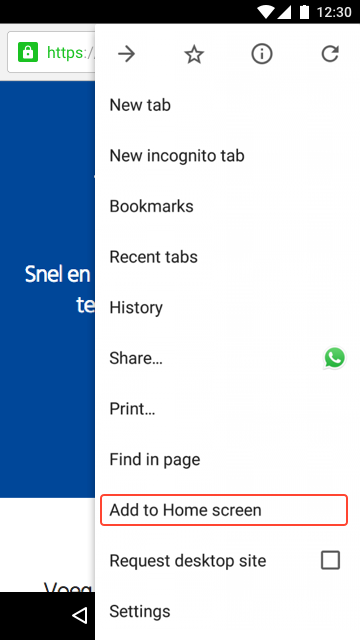 12:30
https:/
New tab
New incognito tab
Bookmarks
Snel en
Recent tabs
te
History
Share...
Print...
Find in page
Add to Home screen
Request desktop site
Voeg
Settings